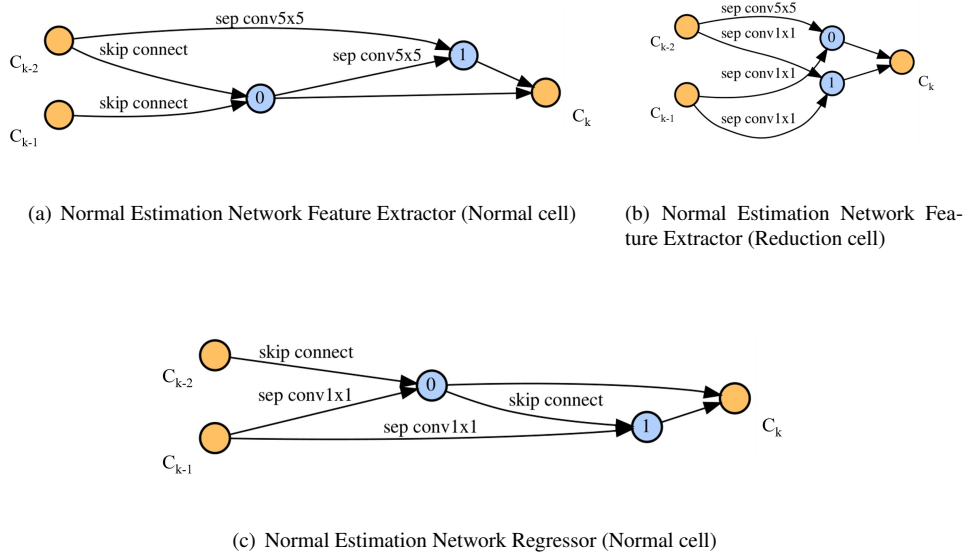 sep conv5x5
C_{k-2}
skip connect
sep conv5x5
1
skip connect
0
C_{k-1}
C_k
(a) Normal Estimation Network Feature Extractor (Normal cell)
sep conv5x5
C_{k-2}
sep conv1x1
0
C_k
sep conv1x1
1
C_{k-1}
sep conv1x1
(b) Normal Estimation Network Fea-
ture Extractor (Reduction cell)
skip connect
C_{k-2}
0
sep conv1x1
skip connect
sep conv1x1
1
C_k
C_{k-1}
(c) Normal Estimation Network Regressor (Normal cell)